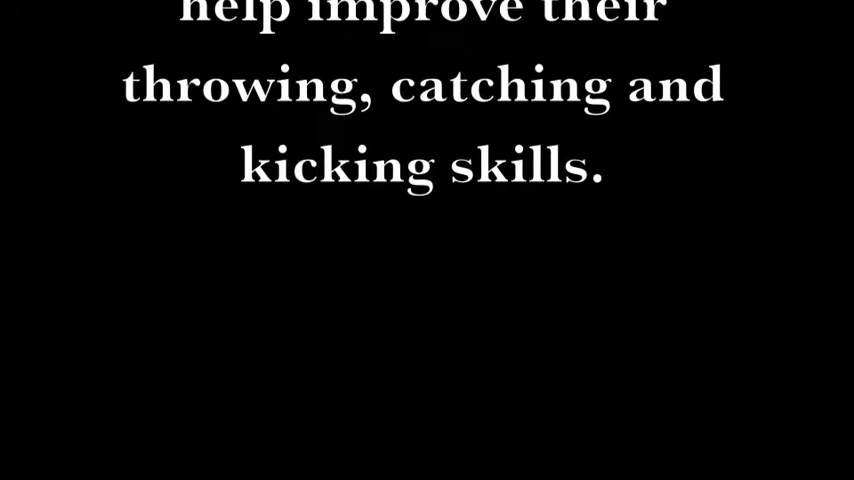 help improve their
throwing, catching and
kicking skills.